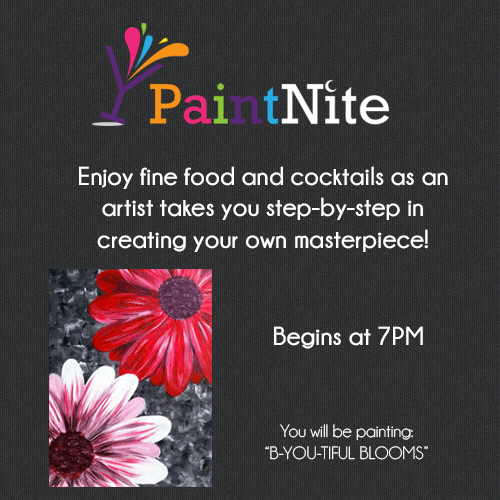 PaintNite
Enjoy fine food and cocktails as an
artist takes you step-by-step in
creating your own masterpiece!
Begins at 7PM
You will be painting:
“B-YOU-TIFUL BLOOMS”